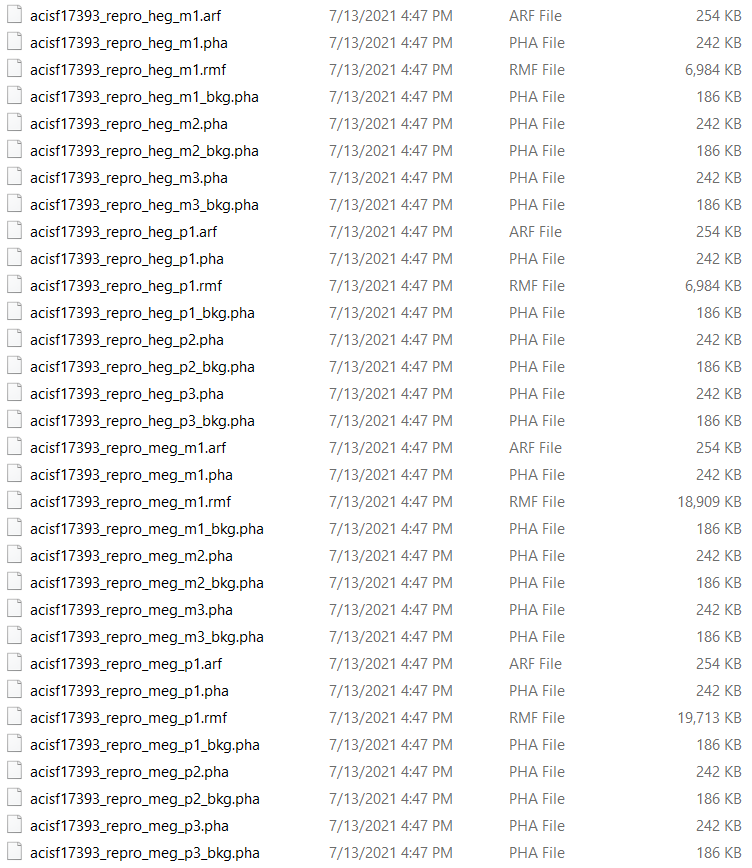 acisf17393_repro_heg_m1.arf 7/13/2021 4:47 PM ARF File 254 KB
acisf17393_repro_heg_m1.pha 7/13/2021 4:47 PM PHA File 242 KB
acisf17393_repro_heg_m1.rmf 7/13/2021 4:47 PM RMF File 6,984 KB
acisf17393_repro_heg_m1_bkg.pha 7/13/2021 4:47 PM PHA File 186 KB
acisf17393_repro_heg_m2.pha 7/13/2021 4:47 PM PHA File 242 KB
acisf17393_repro_heg_m2_bkg.pha 7/13/2021 4:47 PM PHA File 186 KB
acisf17393_repro_heg_m3.pha 7/13/2021 4:47 PM PHA File 242 KB
acisf17393_repro_heg_m3_bkg.pha 7/13/2021 4:47 PM PHA File 186 KB
acisf17393_repro_heg_p1.arf 7/13/2021 4:47 PM ARF File 254 KB
acisf17393_repro_heg_p1.pha 7/13/2021 4:47 PM PHA File 242 KB
acisf17393_repro_heg_p1.rmf 7/13/2021 4:47 PM RMF File 6,984 KB
acisf17393_repro_heg_p1_bkg.pha 7/13/2021 4:47 PM PHA File 186 KB
acisf17393_repro_heg_p2.pha 7/13/2021 4:47 PM PHA File 242 KB
acisf17393_repro_heg_p2_bkg.pha 7/13/2021 4:47 PM PHA File 186 KB
acisf17393_repro_heg_p3.pha 7/13/2021 4:47 PM PHA File 242 KB
acisf17393_repro_heg_p3_bkg.pha 7/13/2021 4:47 PM PHA File 186 KB
acisf17393_repro_meg_m1.arf 7/13/2021 4:47 PM ARF File 254 KB
acisf17393_repro_meg_m1.pha 7/13/2021 4:47 PM PHA File 242 KB
acisf17393_repro_meg_m1.rmf 7/13/2021 4:47 PM RMF File 18,909 KB
acisf17393_repro_meg_m1_bkg.pha 7/13/2021 4:47 PM PHA File 186 KB
acisf17393_repro_meg_m2.pha 7/13/2021 4:47 PM PHA File 242 KB
acisf17393_repro_meg_m2_bkg.pha 7/13/2021 4:47 PM PHA File 186 KB
acisf17393_repro_meg_m3.pha 7/13/2021 4:47 PM PHA File 242 KB
acisf17393_repro_meg_m3_bkg.pha 7/13/2021 4:47 PM PHA File 186 KB
acisf17393_repro_meg_p1.arf 7/13/2021 4:47 PM ARF File 254 KB
acisf17393_repro_meg_p1.pha 7/13/2021 4:47 PM PHA File 242 KB
acisf17393_repro_meg_p1.rmf 7/13/2021 4:47 PM RMF File 19,713 KB
acisf17393_repro_meg_p1_bkg.pha 7/13/2021 4:47 PM PHA File 186 KB
acisf17393_repro_meg_p2.pha 7/13/2021 4:47 PM PHA File 242 KB
acisf17393_repro_meg_p2_bkg.pha 7/13/2021 4:47 PM PHA File 186 KB
acisf17393_repro_meg_p3.pha 7/13/2021 4:47 PM PHA File 242 KB
acisf17393_repro_meg_p3_bkg.pha 7/13/2021 4:47 PM PHA File 186 KB